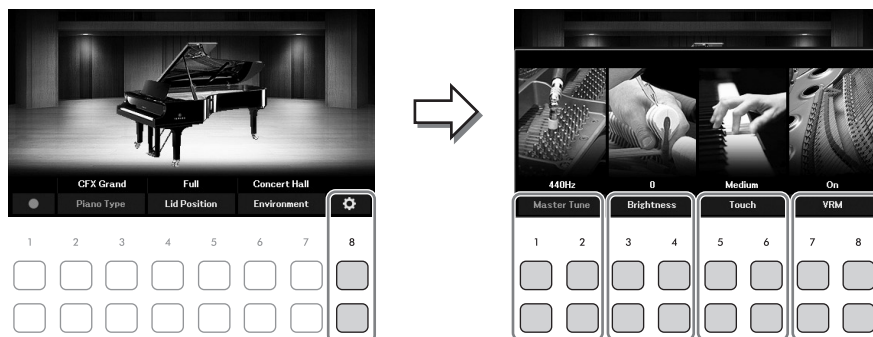 CFX Grand Full Concert Hall
Piano Type Lid Position Environment
1 2 3 4 5 6 7 8
440Hz 0 Medium On
Master Tune Brightness Touch VRM
1 2 3 4 5 6 7 8